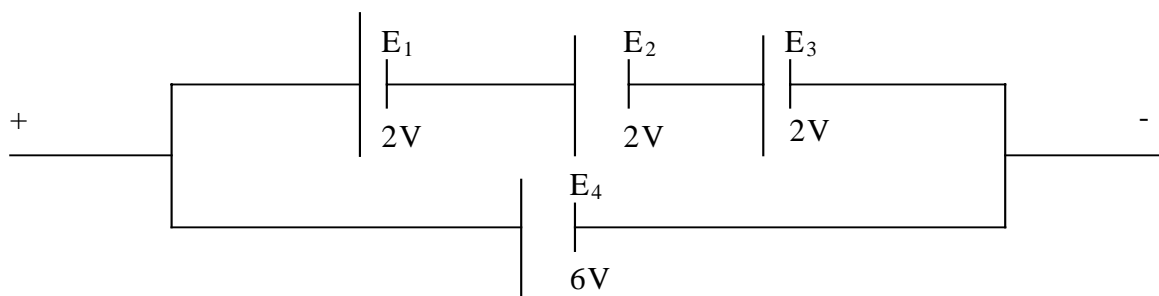 E₁ E₂ E₃
+ -
2V 2V 2V
E₄
6V